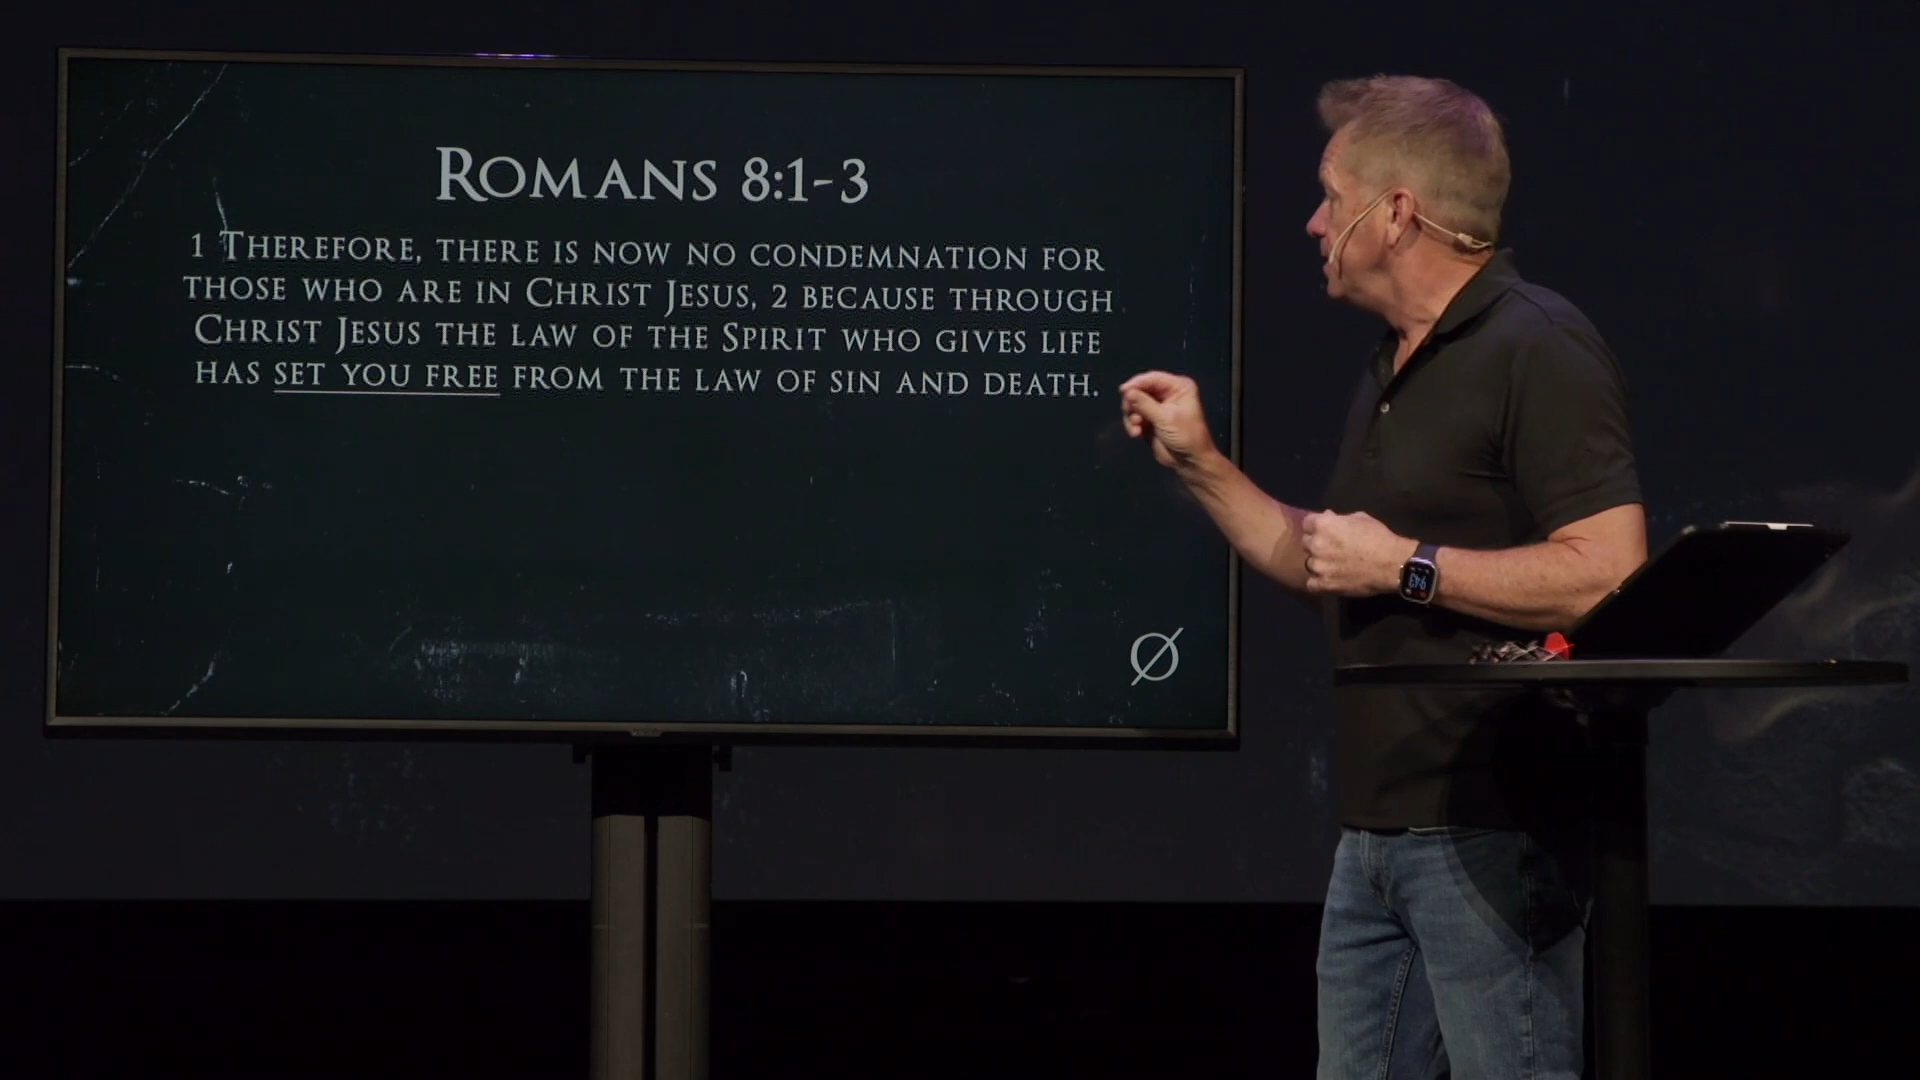 ROMANS 8:1-3
1 THEREFORE, THERE IS NOW NO CONDEMNATION FOR
THOSE WHO ARE IN CHRIST JESUS, 2 BECAUSE THROUGH
CHRIST JESUS THE LAW OF THE SPIRIT WHO GIVES LIFE
HAS SET YOU FREE FROM THE LAW OF SIN AND DEATH.
Ø